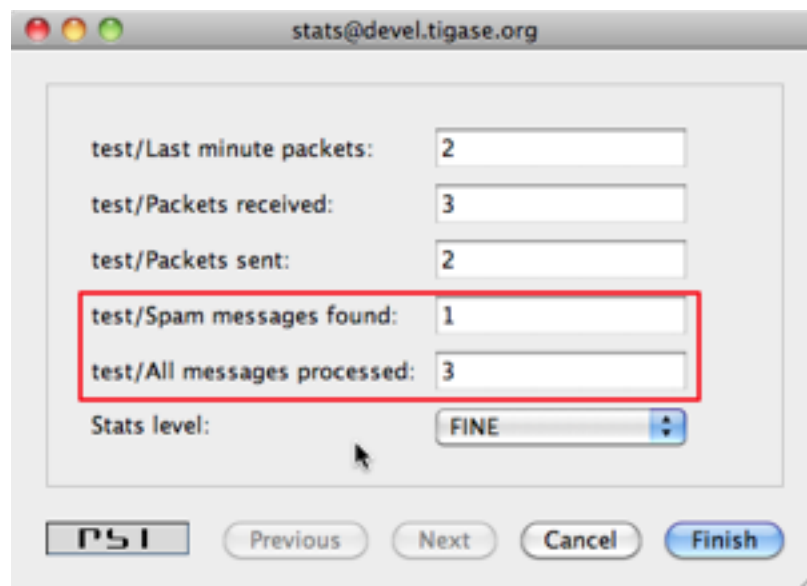 stats@devel.tigase.org
test/Last minute packets: 2
test/Packets received: 3
test/Packets sent: 2
test/Spam messages found: 1
test/All messages processed: 3
Stats level: FINE
PSI Previous Next Cancel Finish